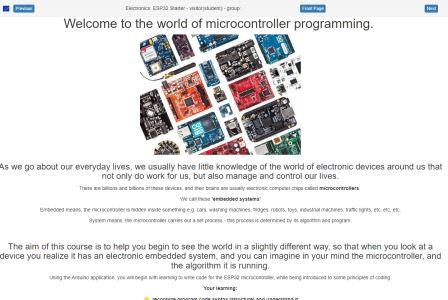 Previous
Electronics: ESP32 Starter - visitor(student) - group:
Front Page
Next
Welcome to the world of microcontroller programming.
As we go about our everyday lives, we usually have little knowledge of the world of electronic devices around us that
not only do work for us, but also manage and control our lives.
There are billions and billions of these devices, and their brains are usually electronic computer chips called microcontrollers.
We call these 'embedded systems'
Embedded means, the microcontroller is hidden inside something e.g. cars, washing machines, fridges, robots, toys, industrial machines, traffic lights, etc, etc, etc.
System means, the microcontroller carries out a set process - this process is determined by its algorithm and program.
The aim of this course is to help you begin to see the world in a slightly different way, so that when you look at a
device you realize it has an electronic embedded system, and you can imagine in your mind the microcontroller, and
the algorithm it is running.
Using the Arduino application, you will begin with learning to write code for the ESP32 microcontroller, while being introduced to some principles of coding.
Your learning:
recognise program code syntax (structure) and understand it